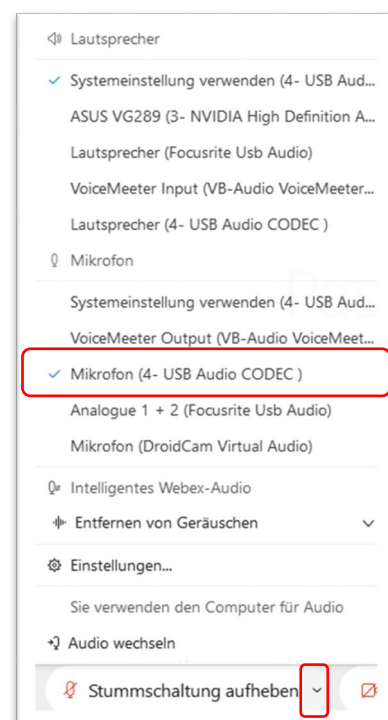 Lautsprecher
Systemeinstellung verwenden (4- USB Aud...
ASUS VG289 (3- NVIDIA High Definition A...
Lautsprecher (Focusrite Usb Audio)
VoiceMeeter Input (VB-Audio VoiceMeeter...
Lautsprecher (4- USB Audio CODEC )
Mikrofon
Systemeinstellung verwenden (4- USB Aud...
VoiceMeeter Output (VB-Audio VoiceMeet...
Mikrofon (4- USB Audio CODEC )
Analogue 1 + 2 (Focusrite Usb Audio)
Mikrofon (DroidCam Virtual Audio)
Intelligentes Webex-Audio
Entfernen von Geräuschen
Einstellungen...
Sie verwenden den Computer für Audio
Audio wechseln
Stummschaltung aufheben